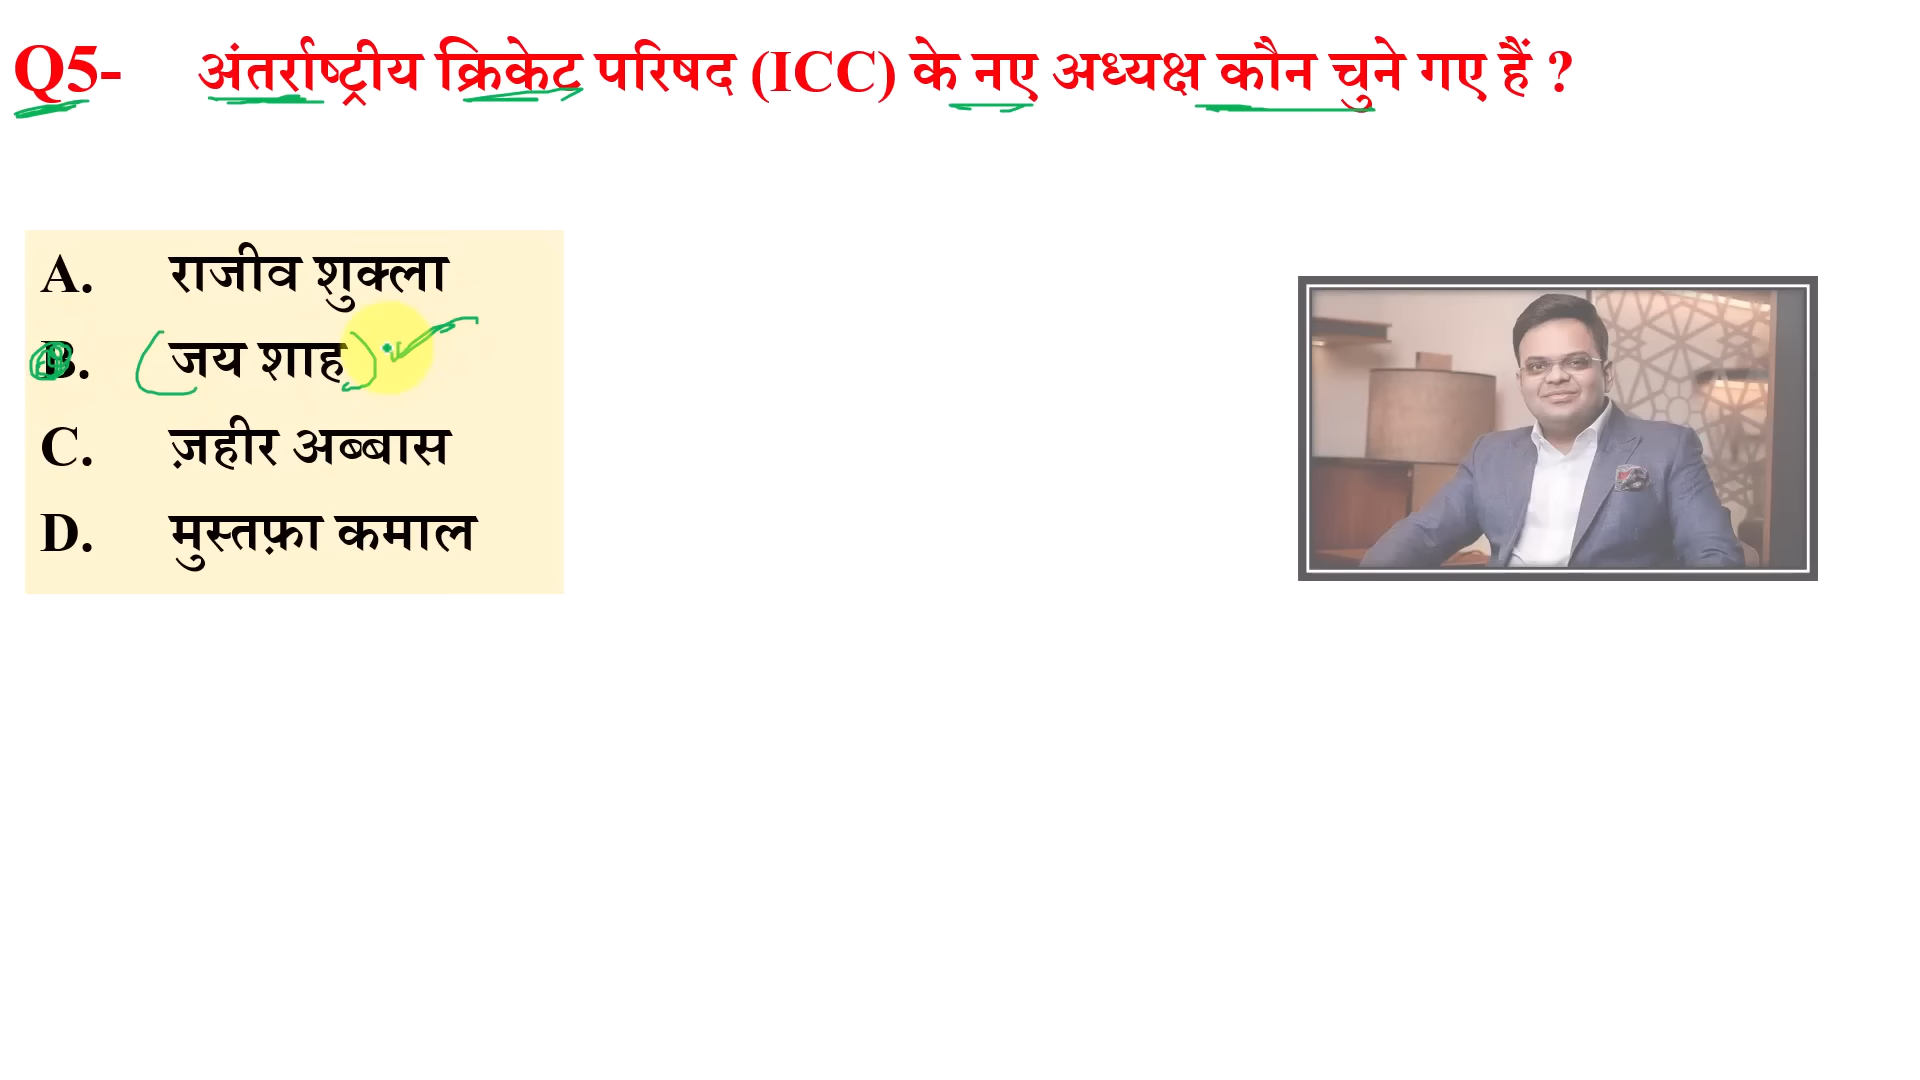 Q5- अंतर्राष्ट्रीय क्रिकेट परिषद (ICC) के नए अध्यक्ष कौन चुने गए हैं ?
A. राजीव शुक्ला
B. जय शाह
C. ज़हीर अब्बास
D. मुस्तफ़ा कमाल